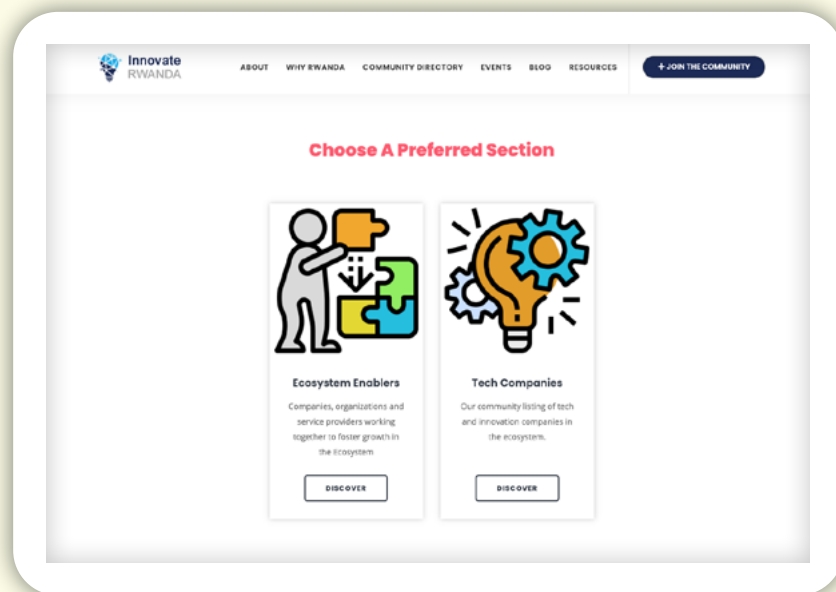 Innovate
RWANDA
ABOUT WHY RWANDA COMMUNITY DIRECTORY EVENTS BLOG RESOURCES + JOIN THE COMMUNITY
Choose A Preferred Section
Ecosystem Enablers
Companies, organizations and
service providers working
together to foster growth in
the Ecosystem
DISCOVER
Tech Companies
Our community listing of tech
and innovation companies in
the ecosystem.
DISCOVER